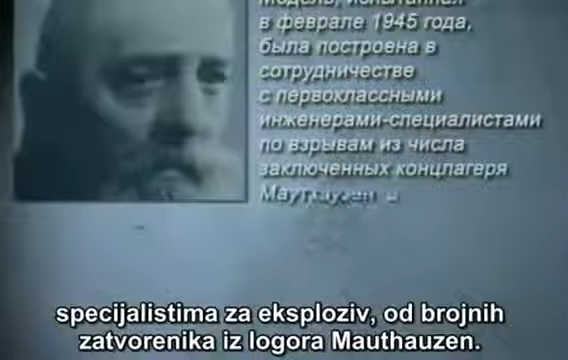 Модель, испытанная
в феврале 1945 года,
была построена в
сотрудничестве
с первоклассными
инженерами-специалистами
по взрывам из числа
заключенных концлагеря
Маутхаузен и
specijalistima za eksploziv, od brojnih
zatvorenika iz logora Mauthauzen.